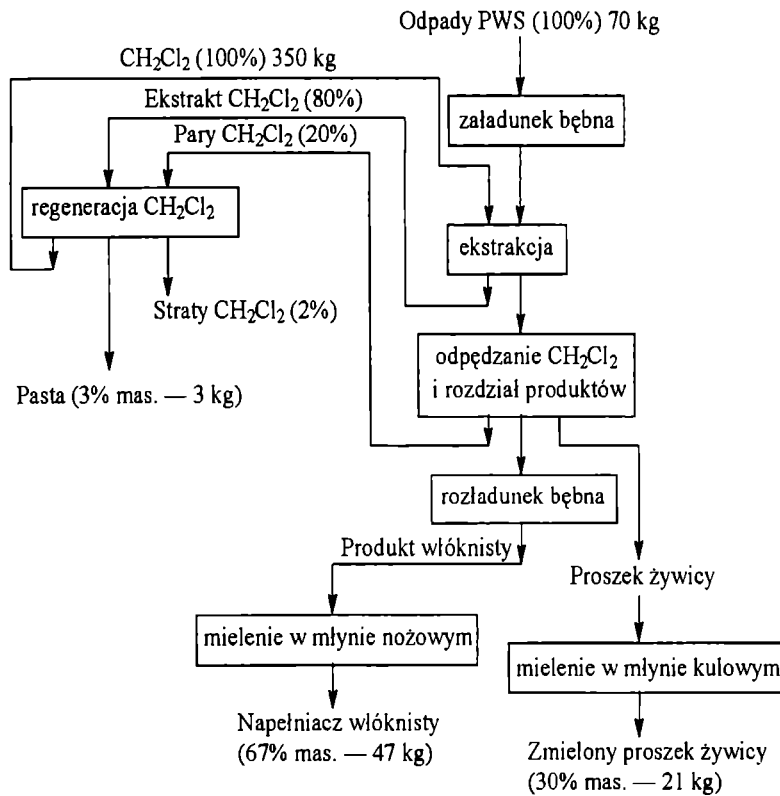 Odpady PWS (100%) 70 kg
CH₂Cl₂ (100%) 350 kg
Ekstrakt CH₂Cl₂ (80%)
Pary CH₂Cl₂ (20%)
załadunek bębna
regeneracja CH₂Cl₂
ekstrakcja
Straty CH₂Cl₂ (2%)
odpędzanie CH₂Cl₂
i rozdział produktów
Pasta (3% mas. — 3 kg)
rozładunek bębna
Produkt włóknisty
Proszek żywicy
mielenie w młynie nożowym
mielenie w młynie kulowym
Napełniacz włóknisty
(67% mas. — 47 kg)
Zmielony proszek żywicy
(30% mas. — 21 kg)